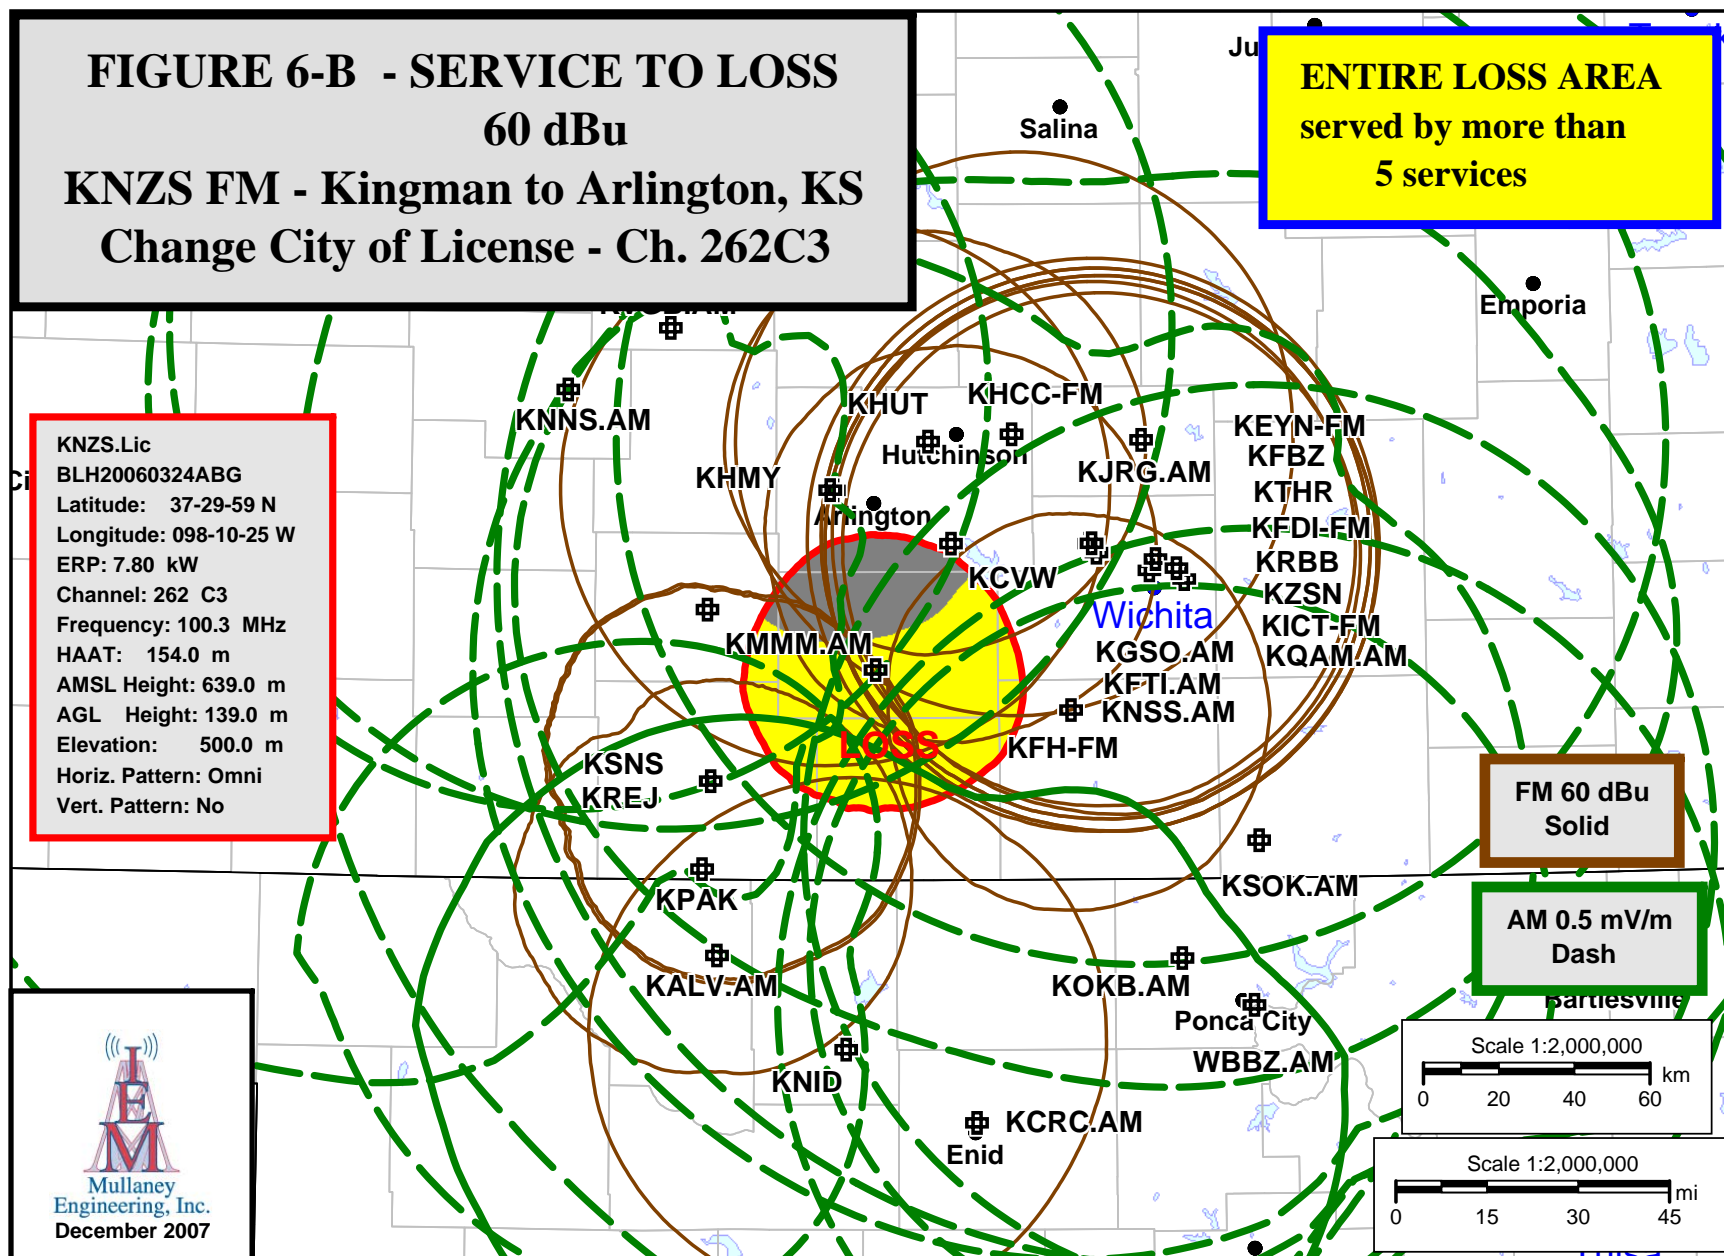 FIGURE 6-B - SERVICE TO LOSS
60 dBu
KNZS FM - Kingman to Arlington, KS
Change City of License - Ch. 262C3
ENTIRE LOSS AREA
served by more than
5 services
Salina
Emporia
KNNS.AM
KHUT
KHCC-FM
Hutchinson
KHMY
Arlington
KJRG.AM
KEYN-FM
KFBZ
KTHR
KFDI-FM
KRBB
KZSN
KICT-FM
KQAM.AM
KCVW
Wichita
KMMM.AM
KGSO.AM
KFTI.AM
KNSS.AM
KFH-FM
LOSS
KSNS
KREJ
KNZS.Lic
BLH20060324ABG
Latitude: 37-29-59 N
Longitude: 098-10-25 W
ERP: 7.80 kW
Channel: 262 C3
Frequency: 100.3 MHz
HAAT: 154.0 m
AMSL Height: 639.0 m
AGL Height: 139.0 m
Elevation: 500.0 m
Horiz. Pattern: Omni
Vert. Pattern: No
FM 60 dBu
Solid
KPAK
KSOK.AM
AM 0.5 mV/m
Dash
KALV.AM
KOKB.AM
Bartlesville
Ponca City
WBBZ.AM
KNID
KCRC.AM
Enid
IEM
Mullaney
Engineering, Inc.
December 2007
Scale 1:2,000,000
km
0 20 40 60
Scale 1:2,000,000
mi
0 15 30 45